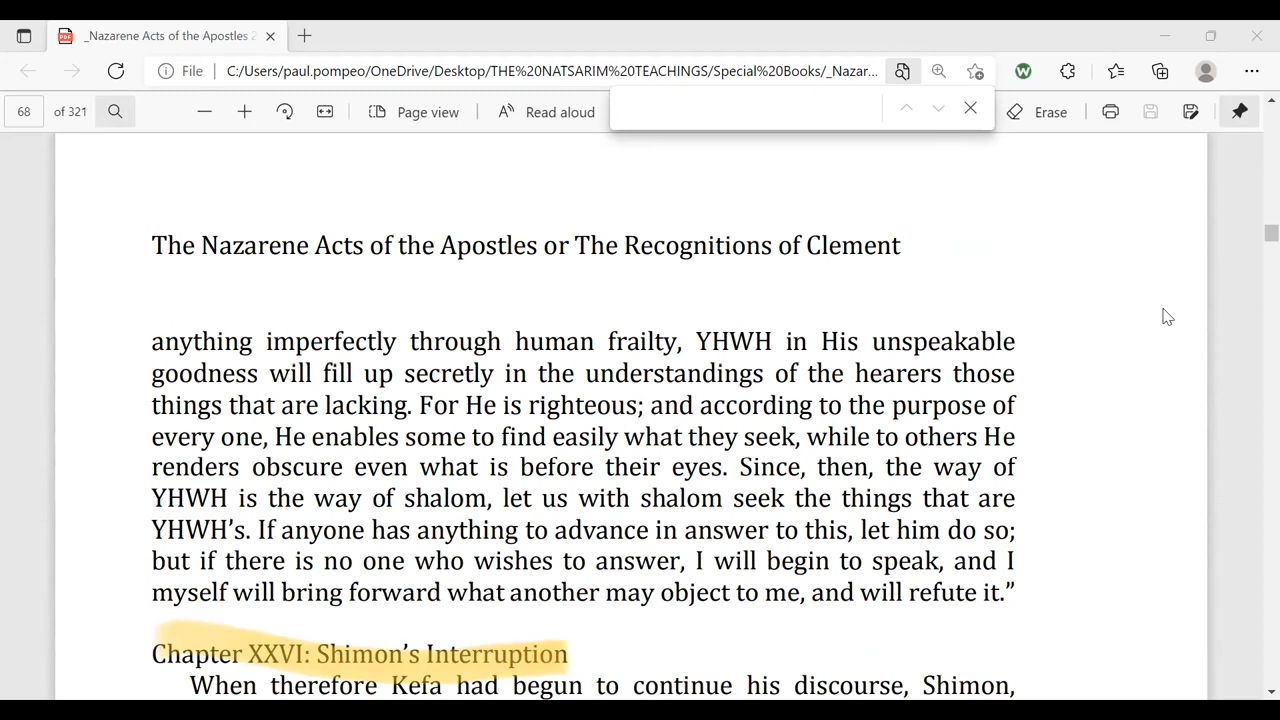 _Nazarene Acts of the Apostles 2
File
C:/Users/paul.pompeo/OneDrive/Desktop/THE%20NATSARIM%20TEACHINGS/Special%20Books/_Nazar...
68 of 321
Page view
Read aloud
Erase
The Nazarene Acts of the Apostles or The Recognitions of Clement
anything imperfectly through human frailty, YHWH in His unspeakable
goodness will fill up secretly in the understandings of the hearers those
things that are lacking. For He is righteous; and according to the purpose of
every one, He enables some to find easily what they seek, while to others He
renders obscure even what is before their eyes. Since, then, the way of
YHWH is the way of shalom, let us with shalom seek the things that are
YHWH’s. If anyone has anything to advance in answer to this, let him do so;
but if there is no one who wishes to answer, I will begin to speak, and I
myself will bring forward what another may object to me, and will refute it.”
Chapter XXVI: Shimon’s Interruption
When therefore Kefa had begun to continue his discourse, Shimon,